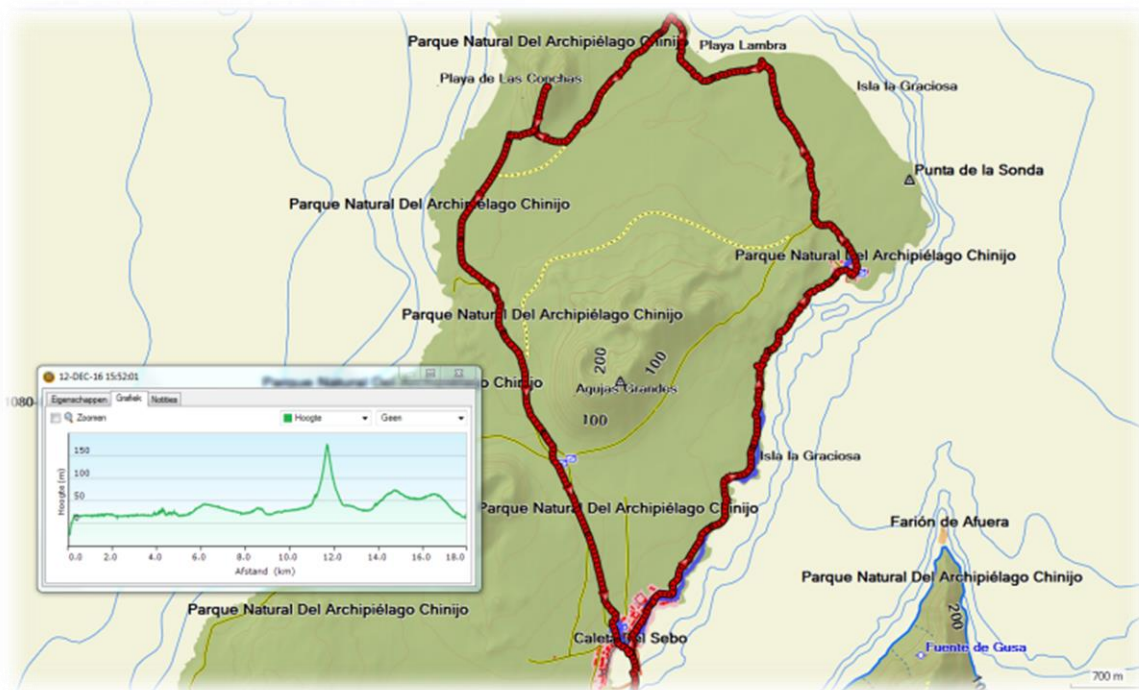 Parque Natural Del Archipiélago Chinijo
Playa Lambra
Playa de Las Conchas
Isla la Graciosa
Punta de la Sonda
Parque Natural Del Archipiélago Chinijo
Parque Natural Del Archipiélago Chinijo
Parque Natural Del Archipiélago Chinijo
200
100
Agujas Grandes
100
1080
12-DEC-16 15:52:01
Eigenschappen Grafiek Notities
Zoomen Hoogte Geen
150
100
50
0
Hoogte (m)
0.0 2.0 4.0 6.0 8.0 10.0 12.0 14.0 16.0 18.0
Afstand (km)
Isla la Graciosa
Parque Natural Del Archipiélago Chinijo
Farión de Afuera
Parque Natural Del Archipiélago Chinijo
200
Parque Natural Del Archipiélago Chinijo
Caleta Del Sebo
Fuente de Gusa
700 m